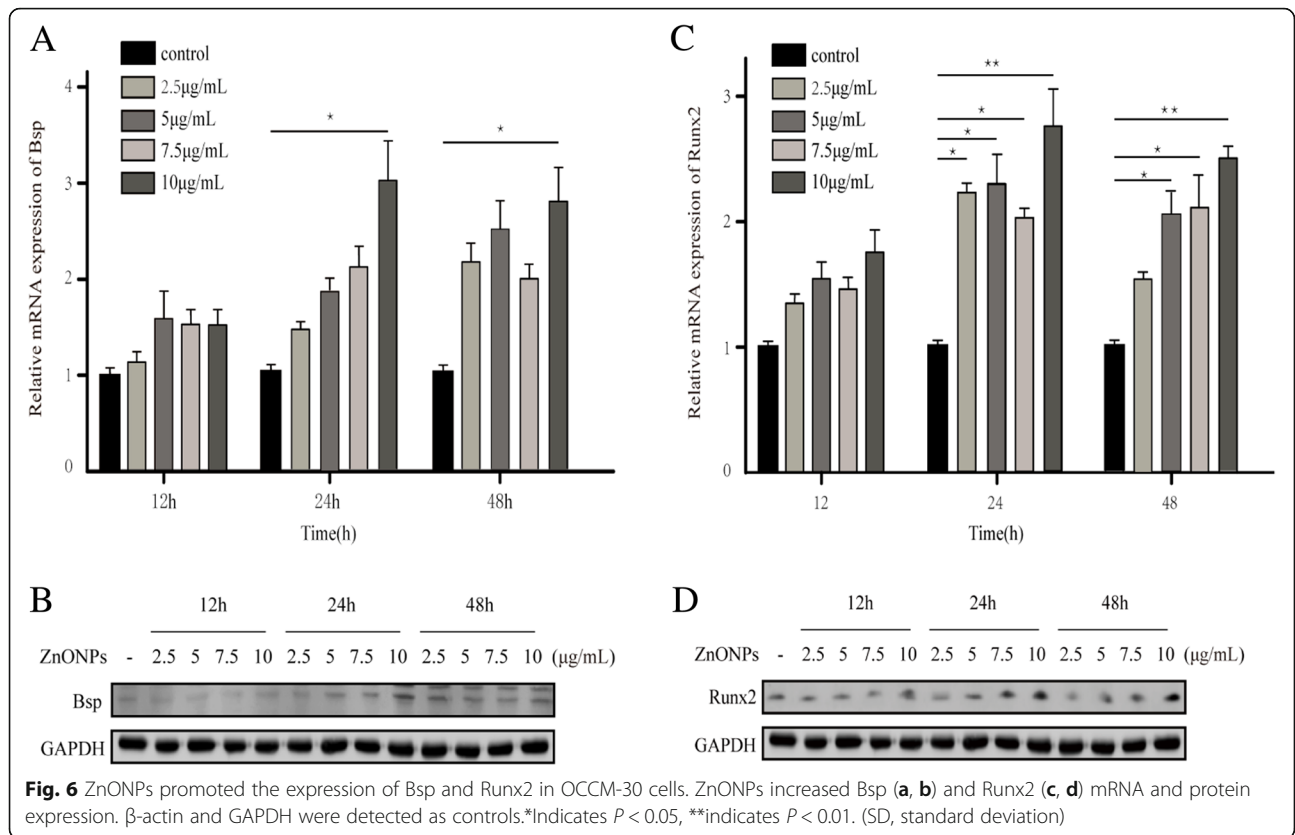 A
control
2.5μg/mL
5μg/mL
7.5μg/mL
10μg/mL
Relative mRNA expression of Bsp
4
3
2
1
0
*
*
12h 24h 48h
Time(h)
C
control
2.5μg/mL
5μg/mL
7.5μg/mL
10μg/mL
Relative mRNA expression of Runx2
3
2
1
0
**
*
*
*
**
*
*
12 24 48
Time(h)
B
12h 24h 48h
ZnONPs - 2.5 5 7.5 10 2.5 5 7.5 10 2.5 5 7.5 10 (μg/mL)
Bsp
GAPDH
D
12h 24h 48h
ZnONPs - 2.5 5 7.5 10 2.5 5 7.5 10 2.5 5 7.5 10 (μg/mL)
Runx2
GAPDH
Fig. 6 ZnONPs promoted the expression of Bsp and Runx2 in OCCM-30 cells. ZnONPs increased Bsp (a, b) and Runx2 (c, d) mRNA and protein
expression. β-actin and GAPDH were detected as controls.*Indicates P < 0.05, **indicates P < 0.01. (SD, standard deviation)